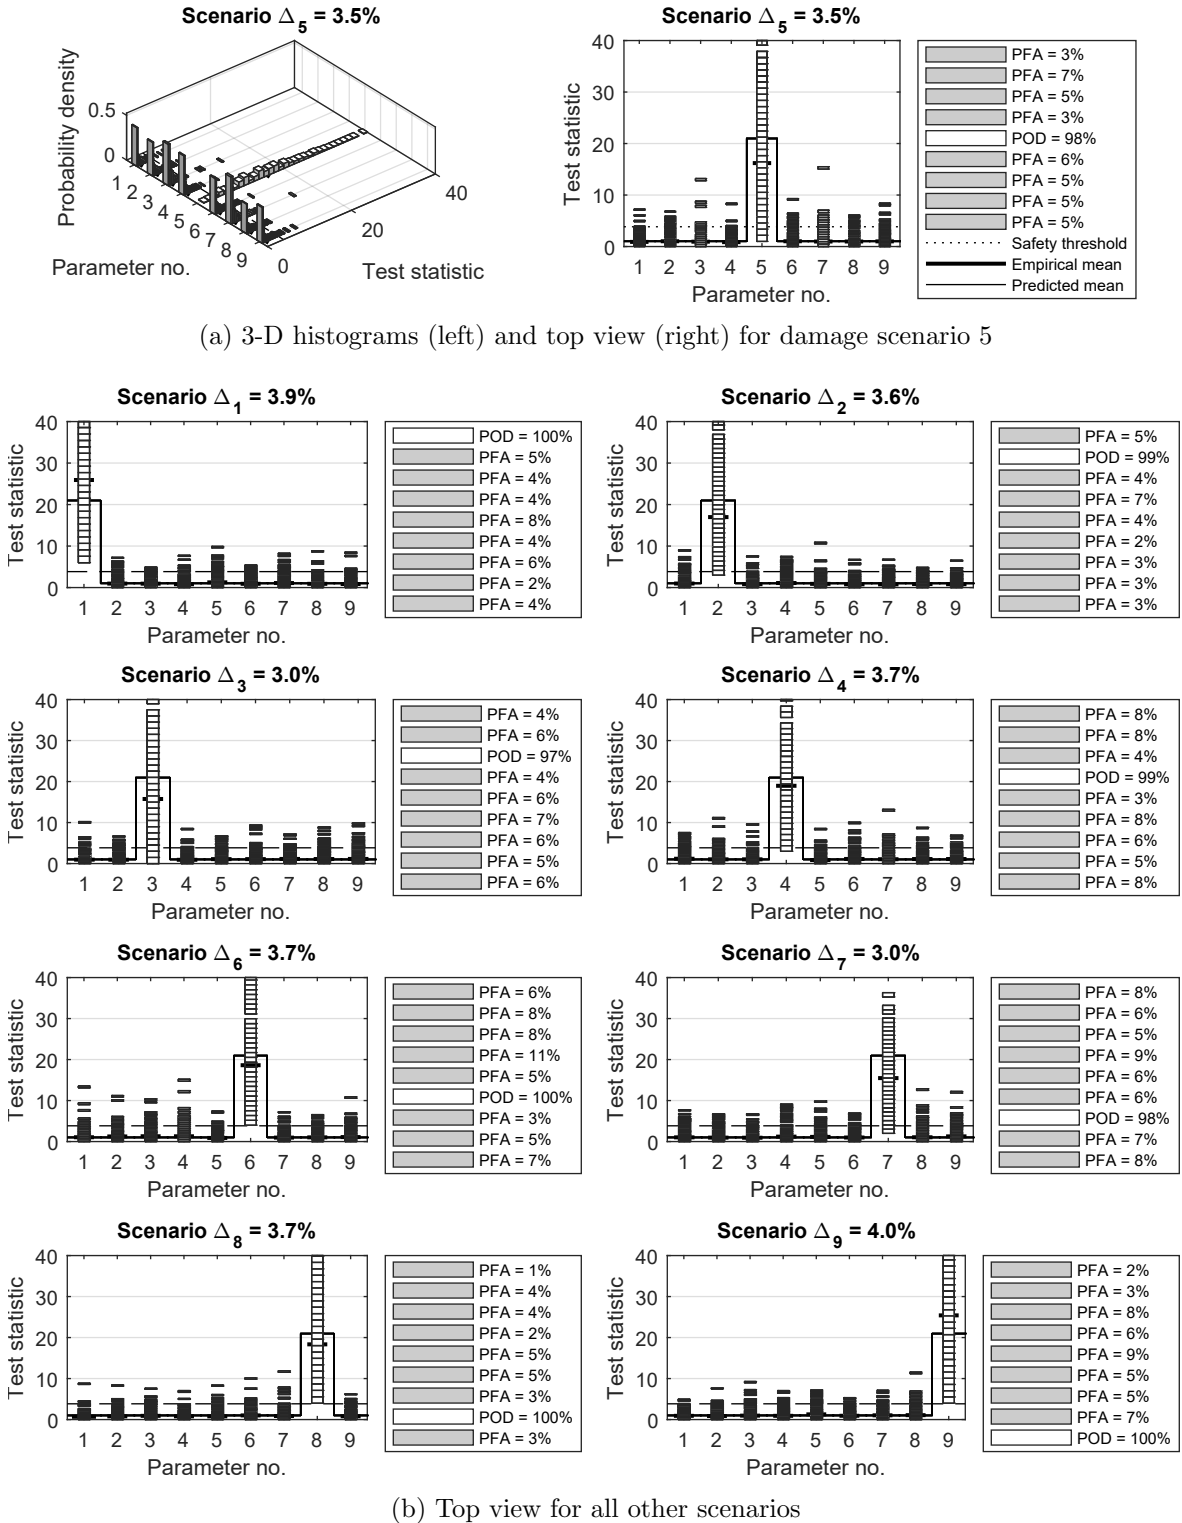 Scenario Δ5 = 3.5%
Probability density
0.5
0
1
2
3
4
5
6
7
8
9
0
20
40
Parameter no.
Test statistic
Scenario Δ5 = 3.5%
Test statistic
40
30
20
10
0
1 2 3 4 5 6 7 8 9
Parameter no.
PFA = 3%
PFA = 7%
PFA = 5%
PFA = 3%
POD = 98%
PFA = 6%
PFA = 5%
PFA = 5%
PFA = 5%
Safety threshold
Empirical mean
Predicted mean
(a) 3-D histograms (left) and top view (right) for damage scenario 5
Scenario Δ1 = 3.9%
Test statistic
40
30
20
10
0
1 2 3 4 5 6 7 8 9
Parameter no.
POD = 100%
PFA = 5%
PFA = 4%
PFA = 4%
PFA = 8%
PFA = 4%
PFA = 6%
PFA = 2%
PFA = 4%
Scenario Δ2 = 3.6%
Test statistic
40
30
20
10
0
1 2 3 4 5 6 7 8 9
Parameter no.
PFA = 5%
POD = 99%
PFA = 4%
PFA = 7%
PFA = 4%
PFA = 2%
PFA = 3%
PFA = 3%
PFA = 3%
Scenario Δ3 = 3.0%
Test statistic
40
30
20
10
0
1 2 3 4 5 6 7 8 9
Parameter no.
PFA = 4%
PFA = 6%
POD = 97%
PFA = 4%
PFA = 6%
PFA = 7%
PFA = 6%
PFA = 5%
PFA = 6%
Scenario Δ4 = 3.7%
Test statistic
40
30
20
10
0
1 2 3 4 5 6 7 8 9
Parameter no.
PFA = 8%
PFA = 8%
PFA = 4%
POD = 99%
PFA = 3%
PFA = 8%
PFA = 6%
PFA = 5%
PFA = 8%
Scenario Δ6 = 3.7%
Test statistic
40
30
20
10
0
1 2 3 4 5 6 7 8 9
Parameter no.
PFA = 6%
PFA = 8%
PFA = 8%
PFA = 11%
PFA = 5%
POD = 100%
PFA = 3%
PFA = 5%
PFA = 7%
Scenario Δ7 = 3.0%
Test statistic
40
30
20
10
0
1 2 3 4 5 6 7 8 9
Parameter no.
PFA = 8%
PFA = 6%
PFA = 5%
PFA = 9%
PFA = 6%
PFA = 6%
POD = 98%
PFA = 7%
PFA = 8%
Scenario Δ8 = 3.7%
Test statistic
40
30
20
10
0
1 2 3 4 5 6 7 8 9
Parameter no.
PFA = 1%
PFA = 4%
PFA = 4%
PFA = 2%
PFA = 5%
PFA = 5%
PFA = 3%
POD = 100%
PFA = 3%
Scenario Δ9 = 4.0%
Test statistic
40
30
20
10
0
1 2 3 4 5 6 7 8 9
Parameter no.
PFA = 2%
PFA = 3%
PFA = 8%
PFA = 6%
PFA = 9%
PFA = 5%
PFA = 5%
PFA = 7%
POD = 100%
(b) Top view for all other scenarios